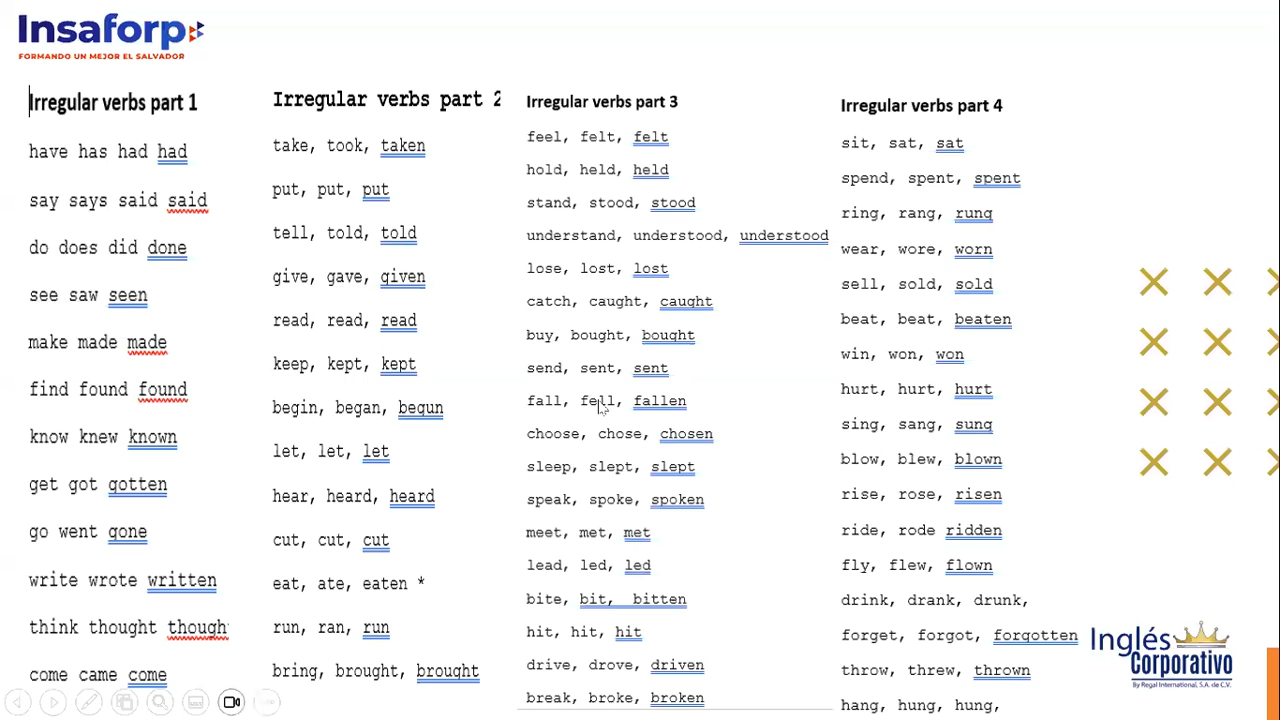 Insaforp
FORMANDO UN MEJOR EL SALVADOR
Irregular verbs part 1
have has had had
say says said said
do does did done
see saw seen
make made made
find found found
know knew known
get got gotten
go went gone
write wrote written
think thought though
come came come
Irregular verbs part 2
take, took, taken
put, put, put
tell, told, told
give, gave, given
read, read, read
keep, kept, kept
begin, began, begun
let, let, let
hear, heard, heard
cut, cut, cut
eat, ate, eaten *
run, ran, run
bring, brought, brought
Irregular verbs part 3
feel, felt, felt
hold, held, held
stand, stood, stood
understand, understood, understood
lose, lost, lost
catch, caught, caught
buy, bought, bought
send, sent, sent
fall, fell, fallen
choose, chose, chosen
sleep, slept, slept
speak, spoke, spoken
meet, met, met
lead, led, led
bite, bit, bitten
hit, hit, hit
drive, drove, driven
break, broke, broken
Irregular verbs part 4
sit, sat, sat
spend, spent, spent
ring, rang, rung
wear, wore, worn
sell, sold, sold
beat, beat, beaten
win, won, won
hurt, hurt, hurt
sing, sang, sung
blow, blew, blown
rise, rose, risen
ride, rode ridden
fly, flew, flown
drink, drank, drunk,
forget, forgot, forgotten
throw, threw, thrown
hang, hung, hung,
Inglés
Corporativo
By Regal International, S.A. de C.V.